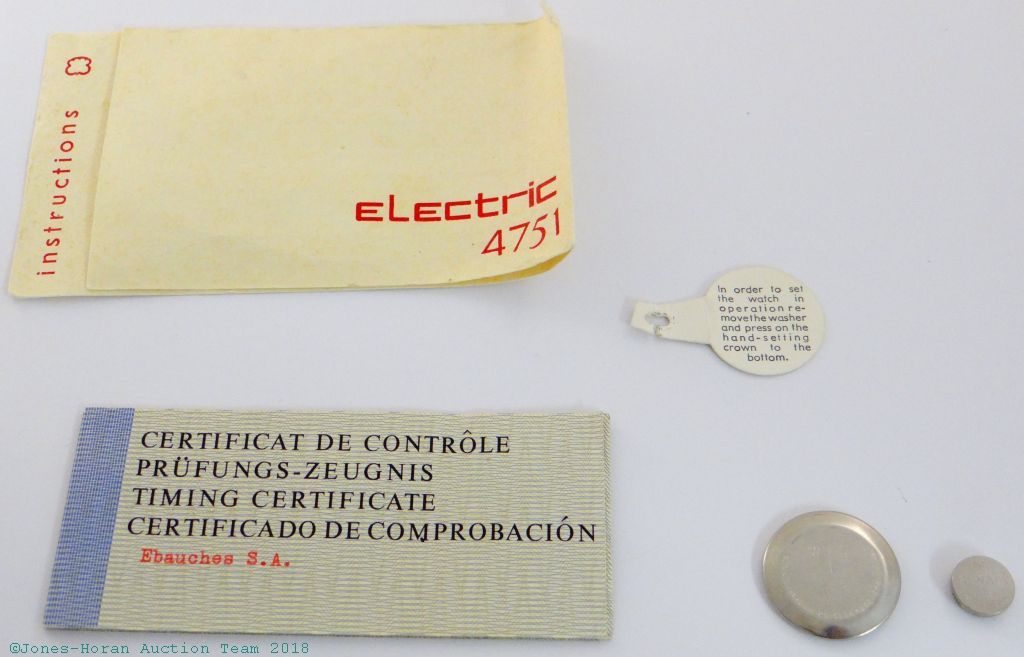 instructions
electric
4751
In order to set
the watch in
operation re-
move the washer
and press on the
hand-setting
crown to the
bottom.
CERTIFICAT DE CONTRÔLE
PRÜFUNGS-ZEUGNIS
TIMING CERTIFICATE
CERTIFICADO DE COMPROBACIÓN
Ebauches S.A.
©Jones-Horan Auction Team 2018